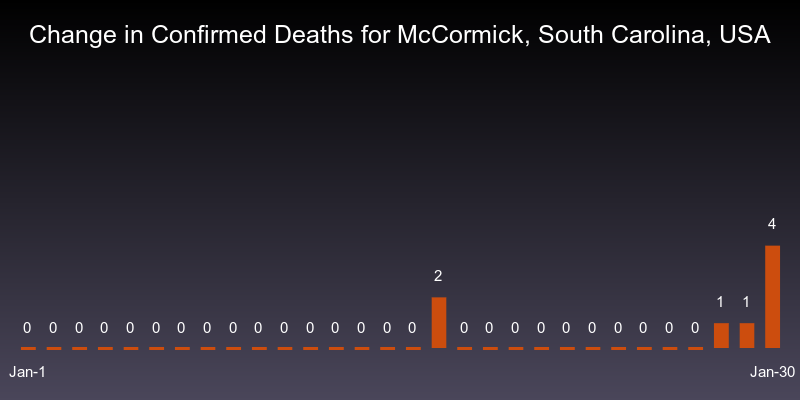 Change in Confirmed Deaths for McCormick, South Carolina, USA
4
2
1 1
0 0 0 0 0 0 0 0 0 0 0 0 0 0 0 0 0 0 0 0 0 0 0 0 0 0
Jan-1 Jan-30